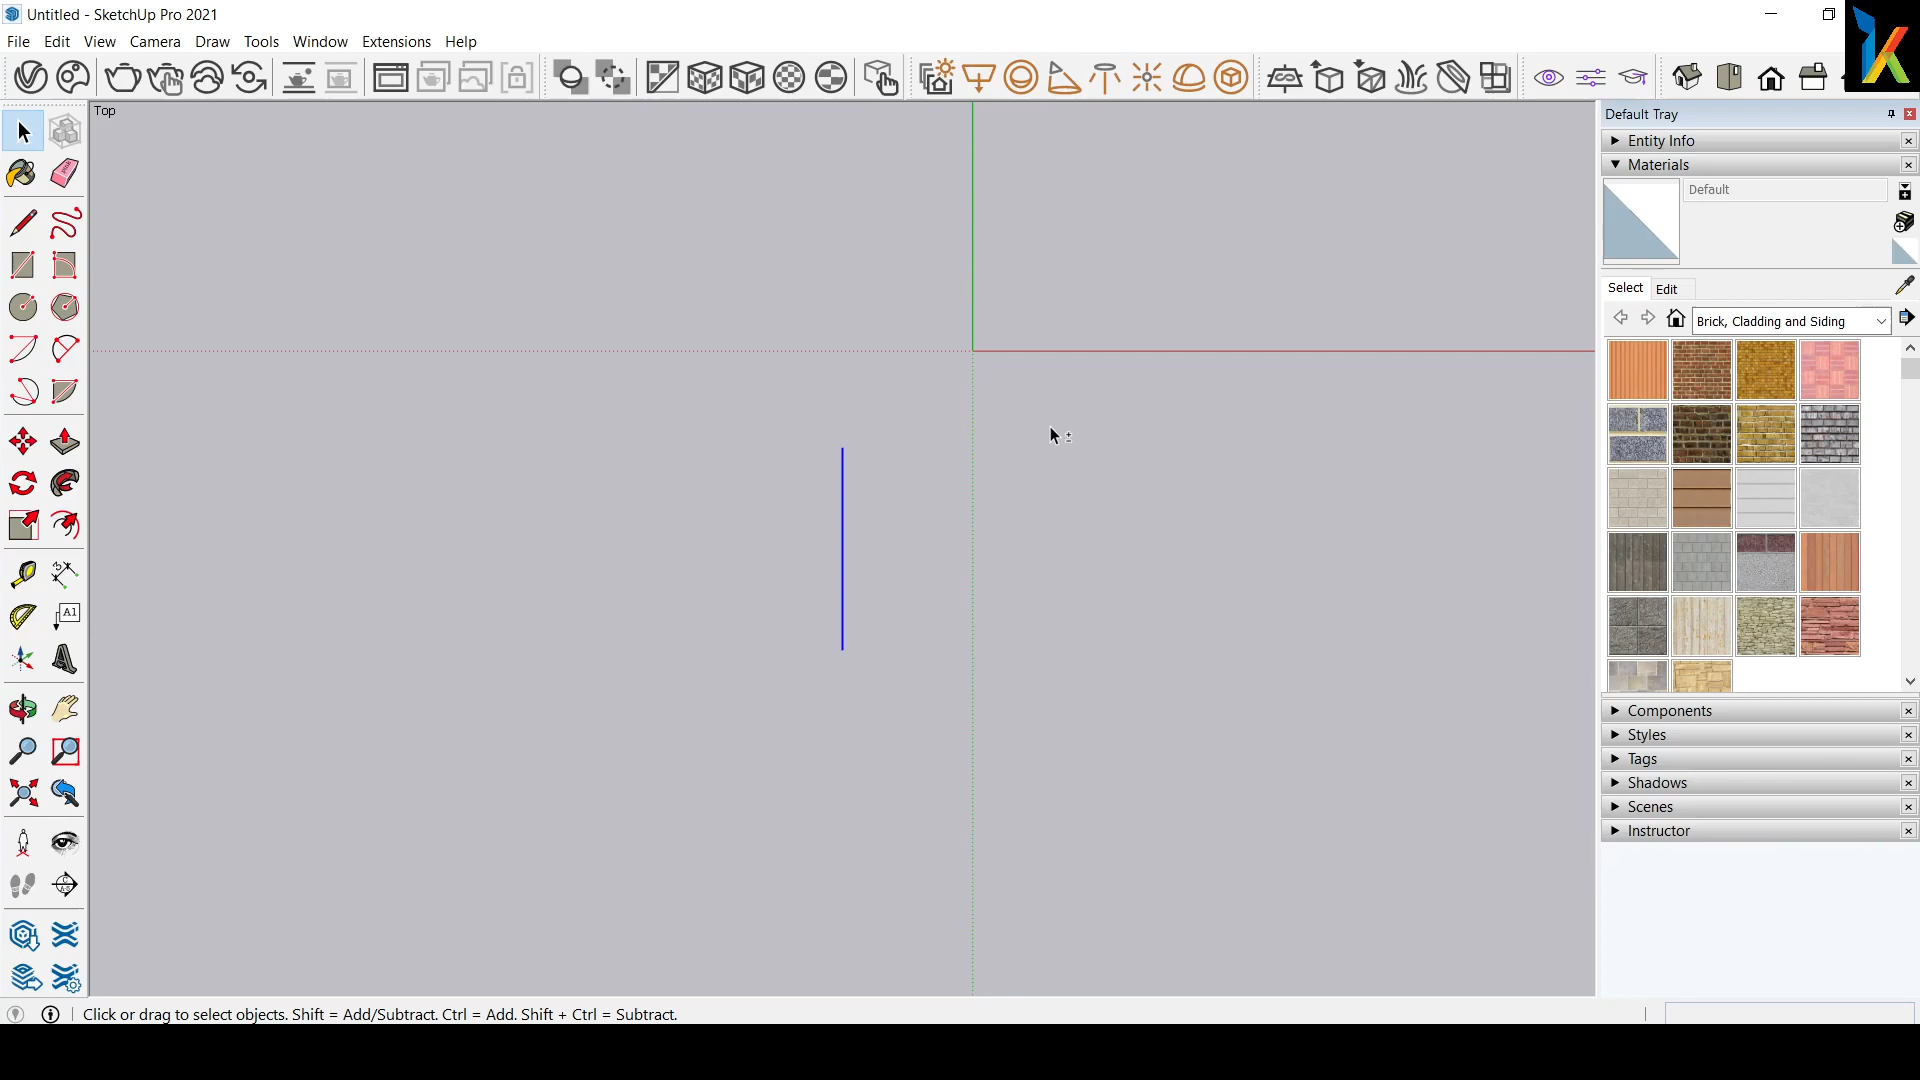 Untitled - SketchUp Pro 2021
File Edit View Camera Draw Tools Window Extensions Help
Top
Default Tray
Entity Info
Materials
Default
Select Edit
Brick, Cladding and Siding
A1
Components
Styles
Tags
Shadows
Scenes
Instructor
Click or drag to select objects. Shift = Add/Subtract. Ctrl = Add. Shift + Ctrl = Subtract.